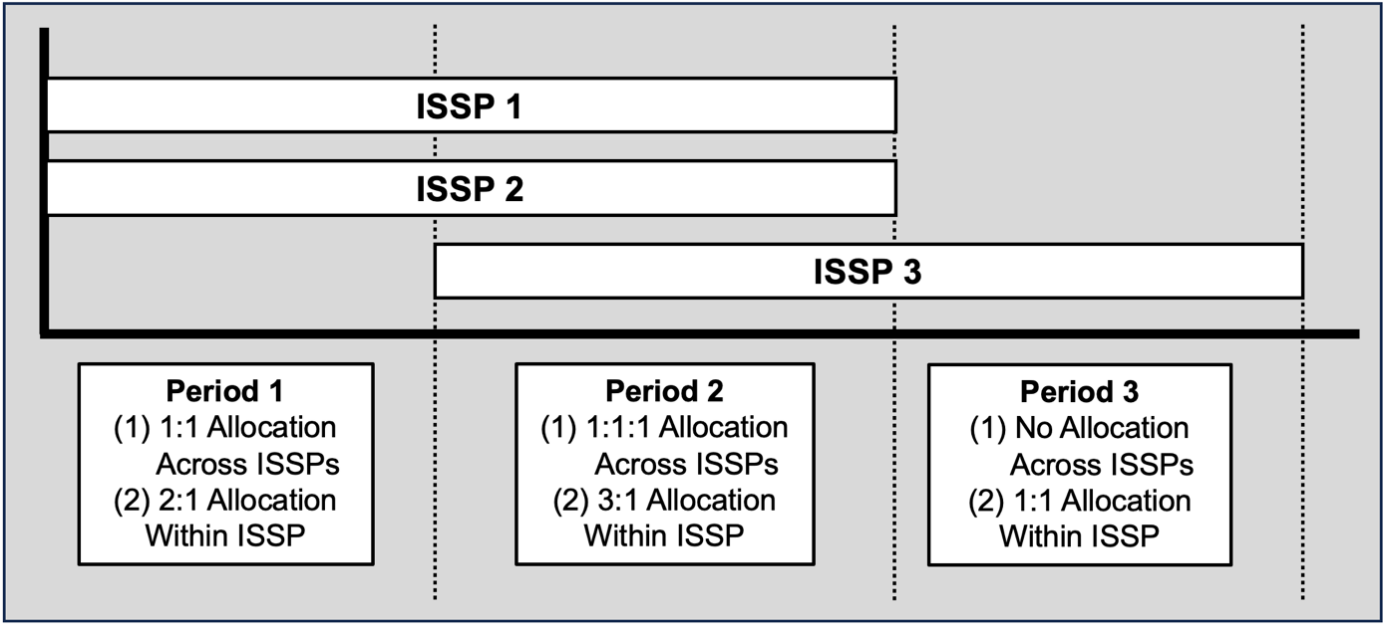 ISSP 1
ISSP 2
ISSP 3
Period 1
(1) 1:1 Allocation
Across ISSPs
(2) 2:1 Allocation
Within ISSP
Period 2
(1) 1:1:1 Allocation
Across ISSPs
(2) 3:1 Allocation
Within ISSP
Period 3
(1) No Allocation
Across ISSPs
(2) 1:1 Allocation
Within ISSP